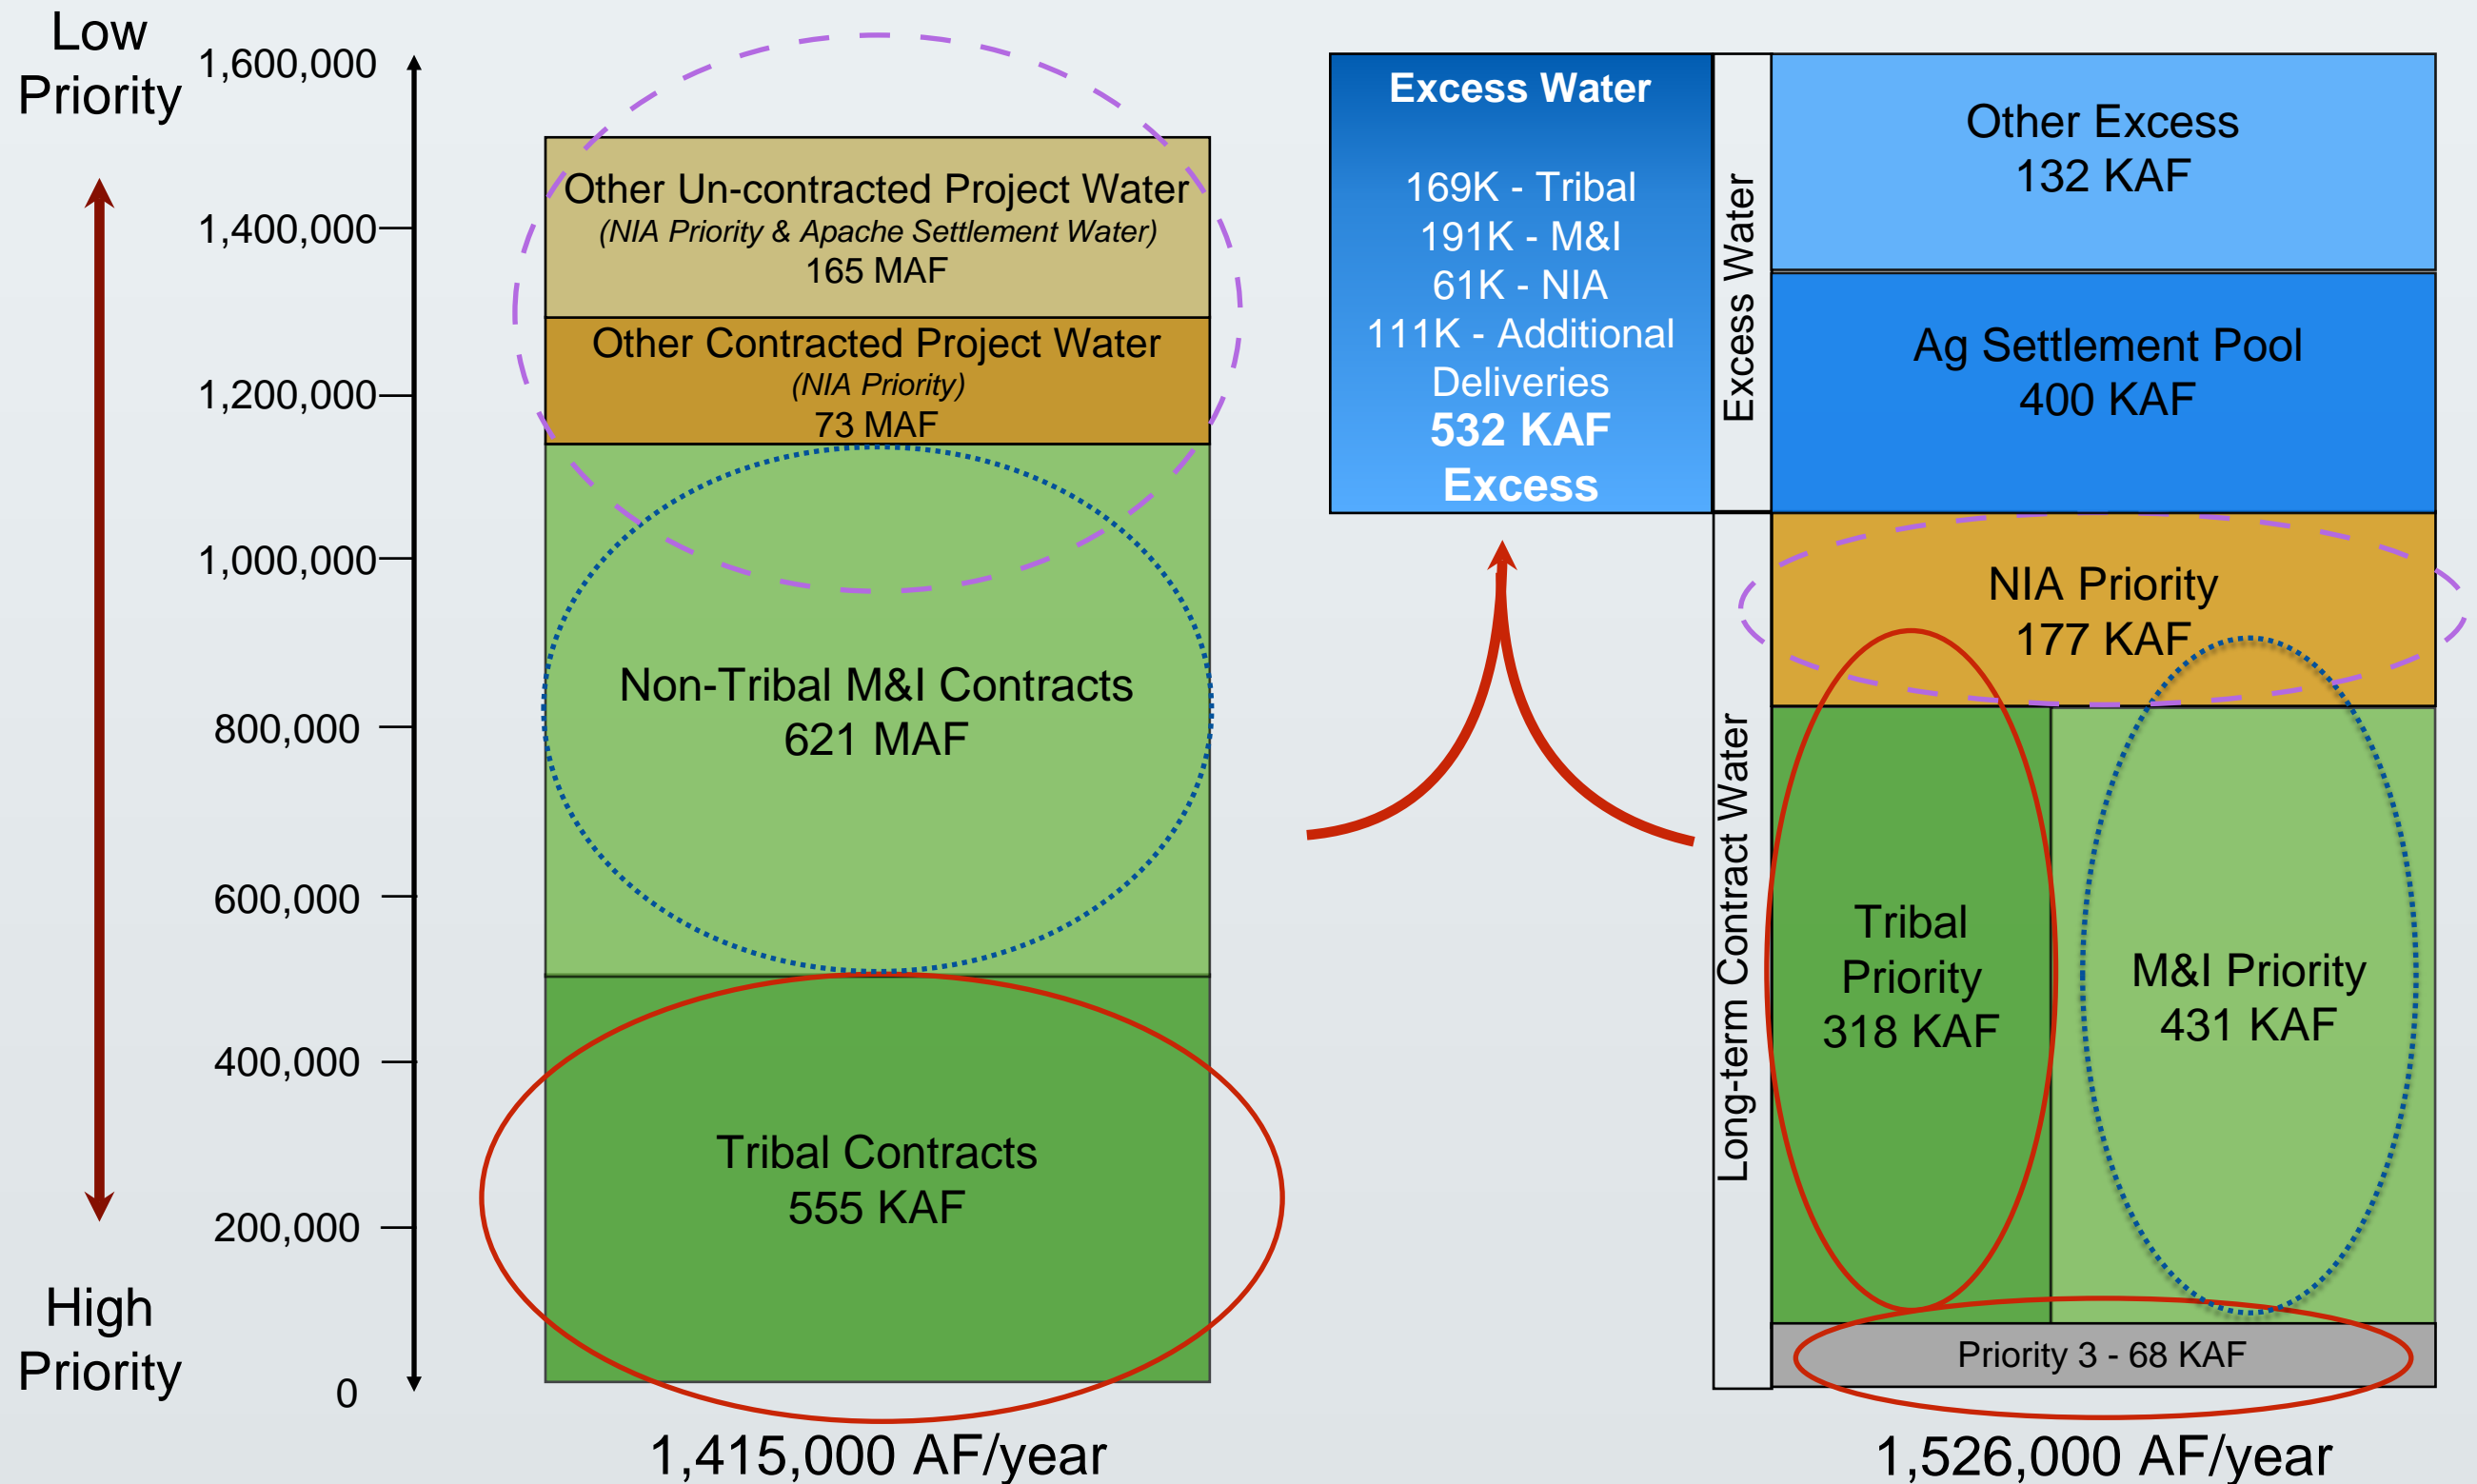 Low
Priority
1,600,000
1,400,000
1,200,000
1,000,000
800,000
600,000
400,000
200,000
0
High
Priority
Other Un-contracted Project Water
(NIA Priority & Apache Settlement Water)
165 MAF
Other Contracted Project Water
(NIA Priority)
73 MAF
Non-Tribal M&I Contracts
621 MAF
Tribal Contracts
555 KAF
1,415,000 AF/year
Excess Water
169K - Tribal
191K - M&I
61K - NIA
111K - Additional
Deliveries
532 KAF
Excess
Excess Water
Long-term Contract Water
Other Excess
132 KAF
Ag Settlement Pool
400 KAF
NIA Priority
177 KAF
Tribal
Priority
318 KAF
M&I Priority
431 KAF
Priority 3 - 68 KAF
1,526,000 AF/year